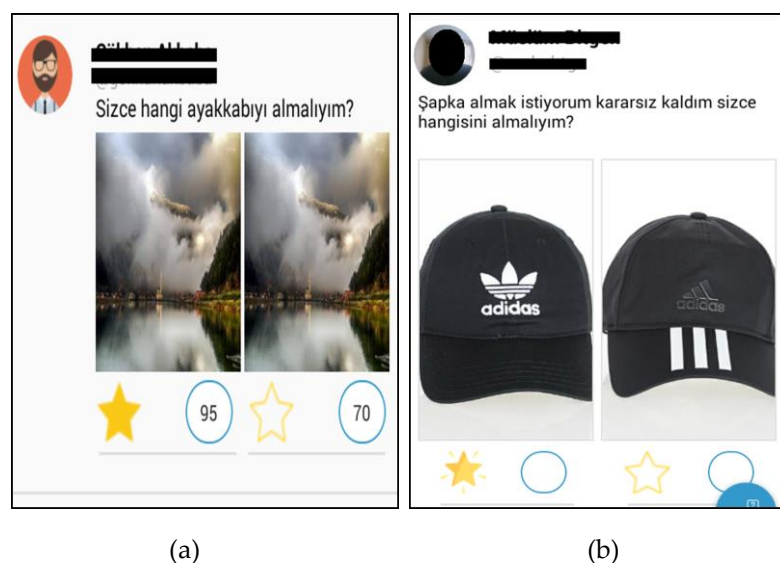 Sizce hangi ayakkabıyı almalıyım?
95
70
(a)
Şapka almak istiyorum kararsız kaldım sizce
hangisini almalıyım?
adidas
adidas
(b)